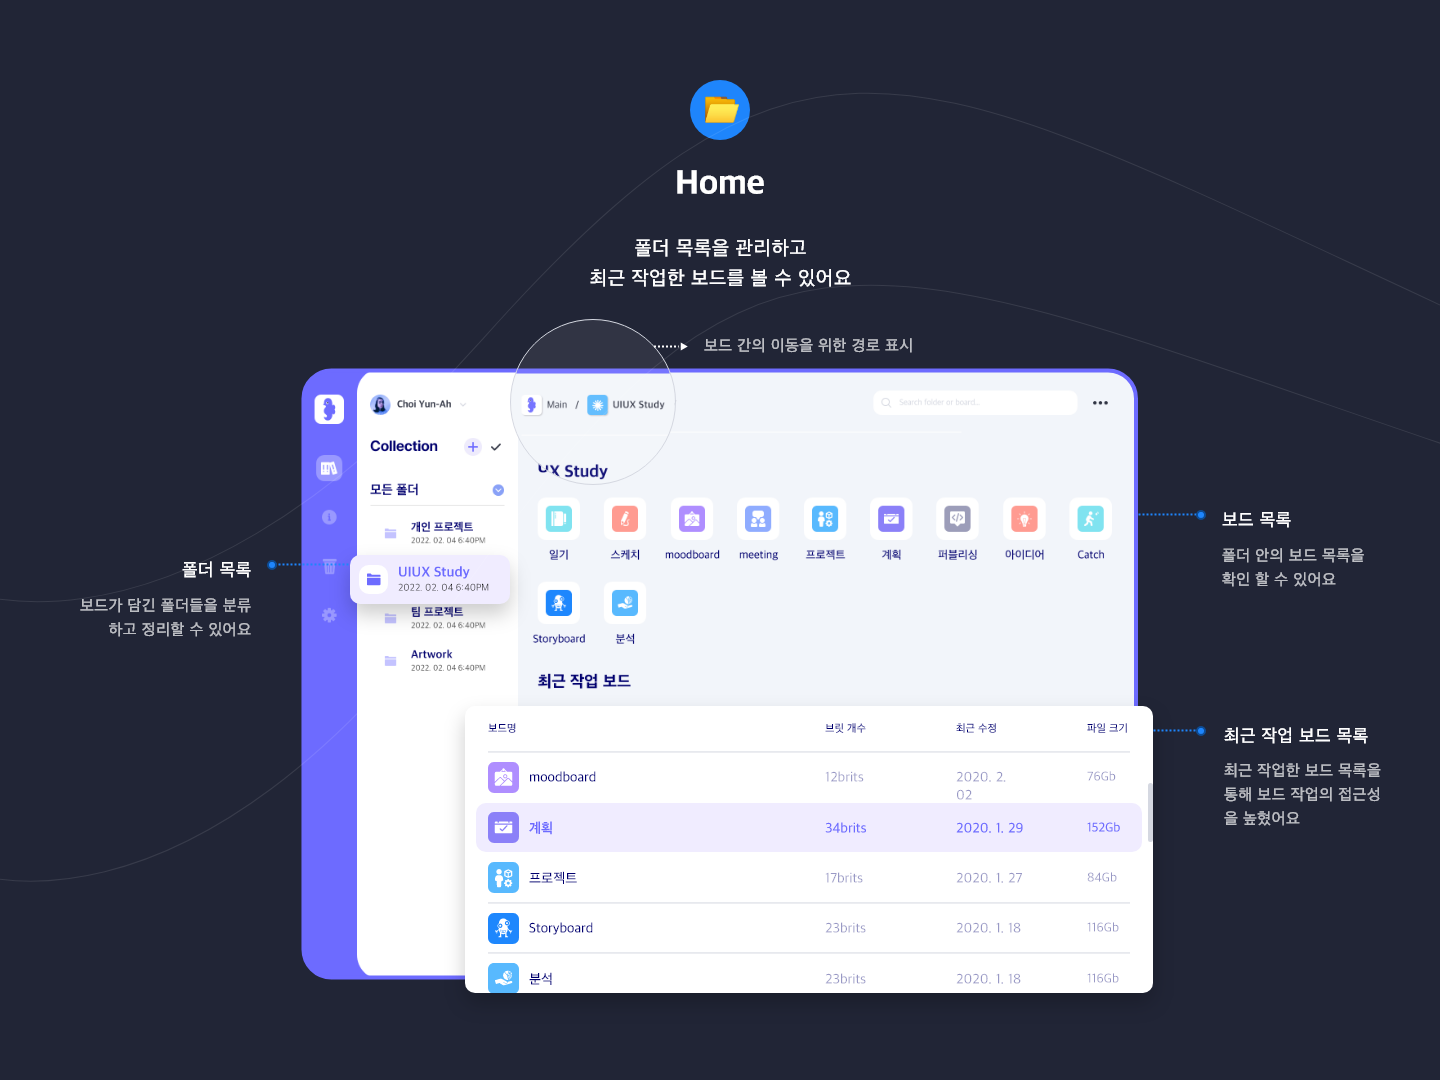 Home
폴더 목록을 관리하고
최근 작업한 보드를 볼 수 있어요
보드 간의 이동을 위한 경로 표시
Choi Yun-Ah
Main / UIUX Study
Search folder or board...
Collection
UX Study
모든 폴더
개인 프로젝트
2022. 02. 04 6:40PM
UIUX Study
2022. 02. 04 6:40PM
팀 프로젝트
2022. 02. 04 6:40PM
Artwork
2022. 02. 04 6:40PM
일기 스케치 moodboard meeting 프로젝트 계획 퍼블리싱 아이디어 Catch
Storyboard 분석
폴더 목록
보드가 담긴 폴더들을 분류
하고 정리할 수 있어요
보드 목록
폴더 안의 보드 목록을
확인 할 수 있어요
최근 작업 보드
보드명 브릿 개수 최근 수정 파일 크기
moodboard 12brits 2020. 2. 76Gb
02
계획 34brits 2020. 1. 29 152Gb
프로젝트 17brits 2020. 1. 27 84Gb
Storyboard 23brits 2020. 1. 18 116Gb
분석 23brits 2020. 1. 18 116Gb
최근 작업 보드 목록
최근 작업한 보드 목록을
통해 보드 작업의 접근성
을 높혔어요